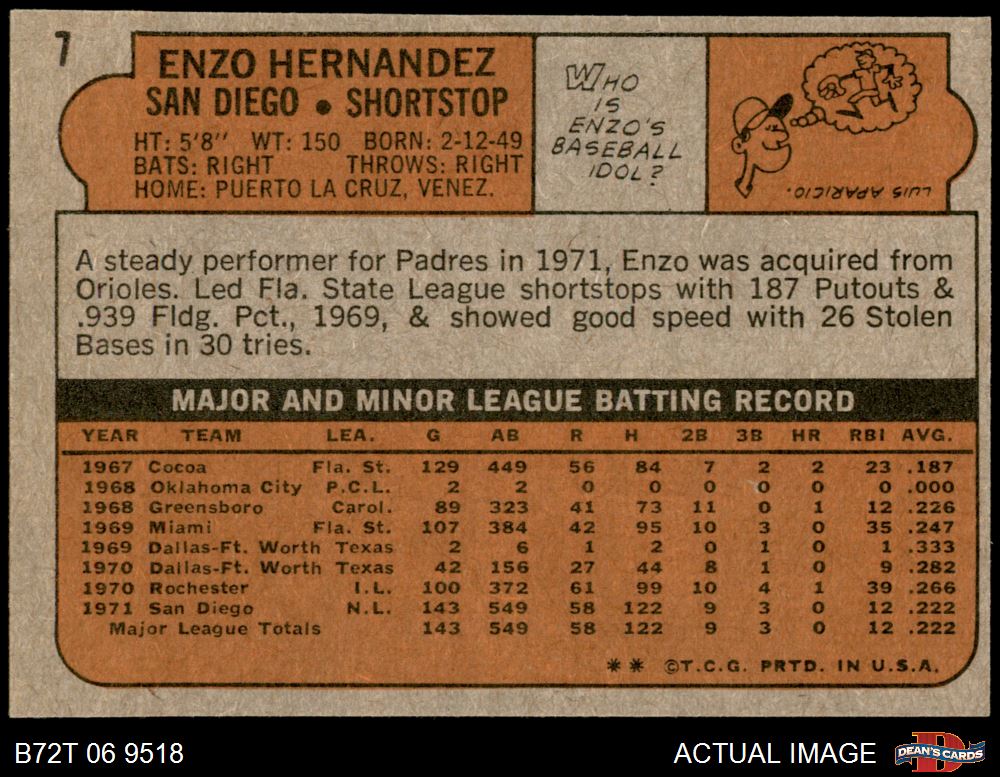 7
ENZO HERNANDEZ
SAN DIEGO • SHORTSTOP
HT: 5'8" WT: 150 BORN: 2-12-49
BATS: RIGHT THROWS: RIGHT
HOME: PUERTO LA CRUZ, VENEZ.
WHO
IS
ENZO'S
BASEBALL
IDOL?
LUIS APARICIO.
A steady performer for Padres in 1971, Enzo was acquired from
Orioles. Led Fla. State League shortstops with 187 Putouts &
.939 Fldg. Pct., 1969, & showed good speed with 26 Stolen
Bases in 30 tries.
MAJOR AND MINOR LEAGUE BATTING RECORD
YEAR TEAM LEA. G AB R H 2B 3B HR RBI AVG.
1967 Cocoa Fla. St. 129 449 56 84 7 2 2 23 .187
1968 Oklahoma City P.C.L. 2 2 0 0 0 0 0 0 .000
1968 Greensboro Carol. 89 323 41 73 11 0 1 12 .226
1969 Miami Fla. St. 107 384 42 95 10 3 0 35 .247
1969 Dallas-Ft. Worth Texas 2 6 1 2 0 1 0 1 .333
1970 Dallas-Ft. Worth Texas 42 156 27 44 8 1 0 9 .282
1970 Rochester I.L. 100 372 61 99 10 4 1 39 .266
1971 San Diego N.L. 143 549 58 122 9 3 0 12 .222
Major League Totals 143 549 58 122 9 3 0 12 .222
** ©T.C.G. PRTD. IN U.S.A.
B72T 06 9518 ACTUAL IMAGE
D
DEAN'S CARDS